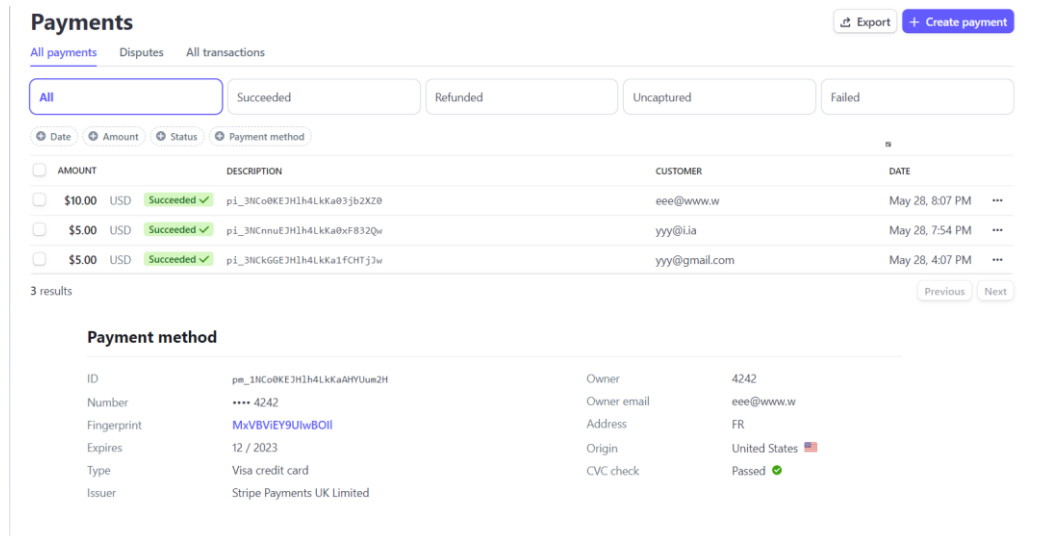 Payments
Export
+ Create payment
All payments Disputes All transactions
All Succeeded Refunded Uncaptured Failed
Date Amount Status Payment method
AMOUNT DESCRIPTION CUSTOMER DATE
$10.00 USD Succeeded ✓ pi_3NCo0KEJHlh4LkKa03jb2XZ0 eee@www.w May 28, 8:07 PM •••
$5.00 USD Succeeded ✓ pi_3NCnnuEJHlh4LkKa0xF832Qw yyy@i.ia May 28, 7:54 PM •••
$5.00 USD Succeeded ✓ pi_3NCkGGEJHlh4LkKa1fCHTjJw yyy@gmail.com May 28, 4:07 PM •••
3 results
Previous Next
Payment method
ID pm_1NCo0KEJHlh4LkKaAHYUum2H Owner 4242
Number •••• 4242 Owner email eee@www.w
Fingerprint MxVBViEY9UIwBOIl Address FR
Expires 12 / 2023 Origin United States
Type Visa credit card CVC check Passed
Issuer Stripe Payments UK Limited